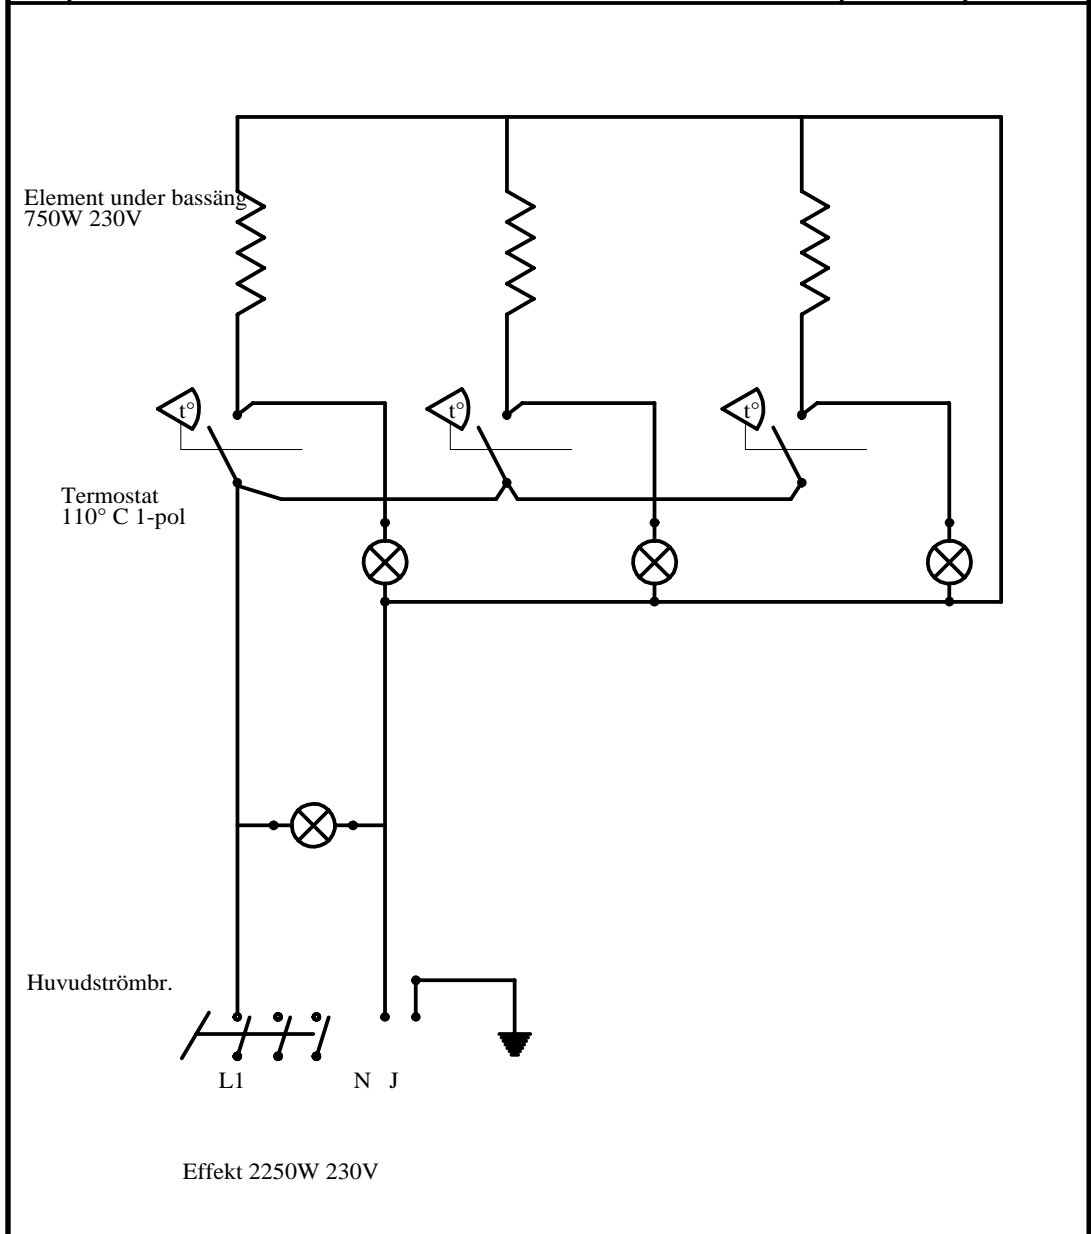 Element under bassäng
750W 230V
t° t° t°
Termostat
110° C 1-pol
Huvudströmbr.
L1 N J
Effekt 2250W 230V